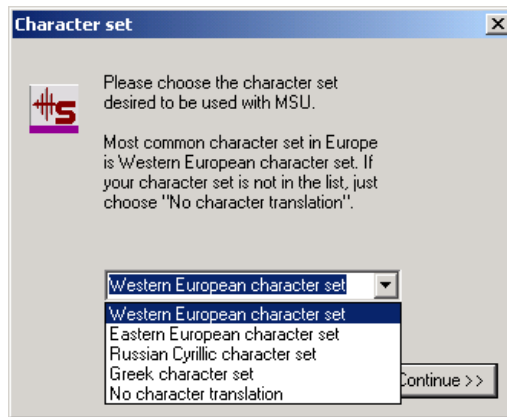 Character set
Please choose the character set
desired to be used with MSU.
Most common character set in Europe
is Western European character set. If
your character set is not in the list, just
choose "No character translation".
Western European character set
Western European character set
Eastern European character set
Russian Cyrillic character set
Greek character set
No character translation
Continue >>